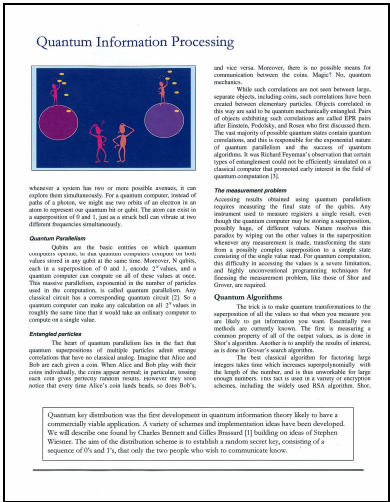 Quantum Information Processing
whenever a system has two or more possible avenues, it can
explore them simultaneously. For a quantum computer, instead of
paths of a photon, we might use two orbits of an electron in an
atom to represent our quantum bit or qubit. The atom can exist in
a superposition of 0 and 1, just as a struck bell can vibrate at two
different frequencies simultaneously.
Quantum Parallelism
Qubits are the basic entities on which quantum
computers operate, in that quantum computers compute on both
values stored in any qubit at the same time. Moreover, N qubits,
each in a superposition of 0 and 1, encode 2ⁿ values, and a
quantum computer can compute on all of these values at once.
This massive parallelism, exponential in the number of particles
used in the computation, is called quantum parallelism. Any
classical circuit has a corresponding quantum circuit [2]. So a
quantum computer can make any calculation on all 2ⁿ values in
roughly the same time that it would take an ordinary computer to
compute on a single value.
Entangled particles
The heart of quantum parallelism lies in the fact that
quantum superpositions of multiple particles admit strange
correlations that have no classical analog. Imagine that Alice and
Bob are each given a coin. When Alice and Bob play with their
coins individually, the coins appear normal; in particular, tossing
each coin gives perfectly random results. However they soon
notice that every time Alice's coin lands heads, so does Bob's,
and vice versa. Moreover, there is no possible means for
communication between the coins. Magic? No, quantum
mechanics.
While such correlations are not seen between large,
separate objects, including coins, such correlations have been
created between elementary particles. Objects correlated in
this way are said to be quantum mechanically entangled. Pairs
of objects exhibiting such correlations are called EPR pairs
after Einstein, Podolsky, and Rosen who first discussed them.
The vast majority of possible quantum states contain quantum
correlations, and this is responsible for the exponential nature
of quantum parallelism and the success of quantum
algorithms. It was Richard Feynman's observation that certain
types of entanglement could not be efficiently simulated on a
classical computer that promoted early interest in the field of
quantum computation [3].
The measurement problem
Accessing results obtained using quantum parallelism
requires measuring the final state of the qubits. Any
instrument used to measure registers a single result, even
though the quantum computer may be storing a superposition,
possibly huge, of different values. Nature resolves this
paradox by wiping out the other values in the superposition
whenever any measurement is made, transforming the state
from a possibly complex superposition to a simple state
consisting of the single value read. For quantum computation,
this difficulty in accessing the values is a severe limitation,
and highly unconventional programming techniques for
finessing the measurement problem, like those of Shor and
Grover, are required.
Quantum Algorithms
The trick is to make quantum transformations to the
superposition of all the values so that when you measure you
are likely to get information you want. Essentially two
methods are currently known. The first is measuring a
common property of all of the output values, as is done in
Shor's algorithm. Another is to amplify the results of interest,
as is done in Grover's search algorithm.
The best classical algorithm for factoring large
integers takes time which increases superpolynomially with
the length of the number, and is thus unworkable for large
enough numbers. This fact is used in a variety of encryption
schemes, including the widely used RSA algorithm. Shor,
Quantum key distribution was the first development in quantum information theory likely to have a
commercially viable application. A variety of schemes and implementation ideas have been developed.
We will describe one found by Charles Bennett and Gilles Brassard [1] building on ideas of Stephen
Wiesner. The aim of the distribution scheme is to establish a random secret key, consisting of a
sequence of 0's and 1's, that only the two people who wish to communicate know.